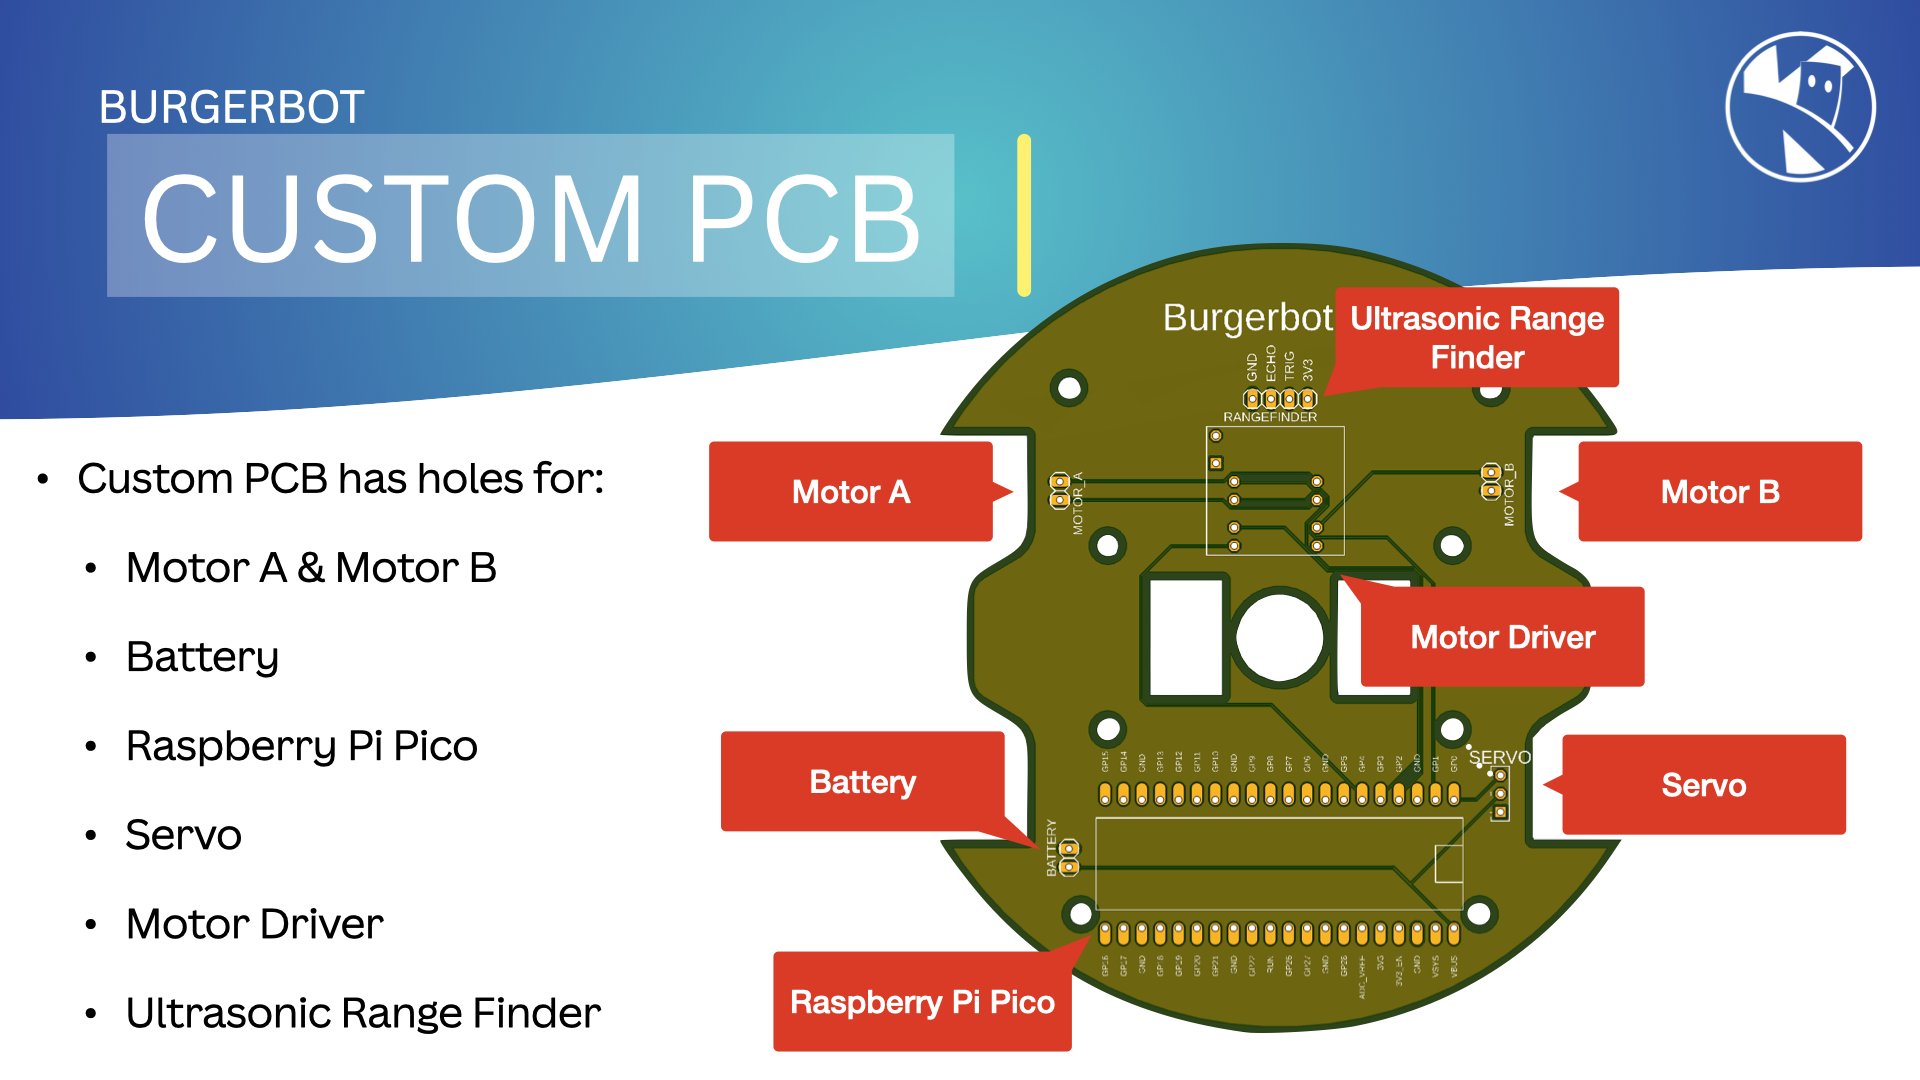 BURGERBOT
CUSTOM PCB
• Custom PCB has holes for:
• Motor A & Motor B
• Battery
• Raspberry Pi Pico
• Servo
• Motor Driver
• Ultrasonic Range Finder
Burgerbot
Ultrasonic Range
Finder
GND
ECHO
TRIG
3V3
RANGEFINDER
Motor A
MOTOR_A
MOTOR_B
Motor B
Motor Driver
Battery
GP15
GP14
GND
GP13
GP12
GP11
GP10
GND
GP9
GP8
GP7
GP6
GND
GP5
GP4
GP3
GP2
GND
GP1
GP0
SERVO
Servo
BATTERY
GP16
GP17
GND
GP18
GP19
GP20
GP21
GND
GP22
RUN
GP26
GP27
GND
GP28
ADC_VREF
3V3_EN
GND
VSYS
VBUS
Raspberry Pi Pico